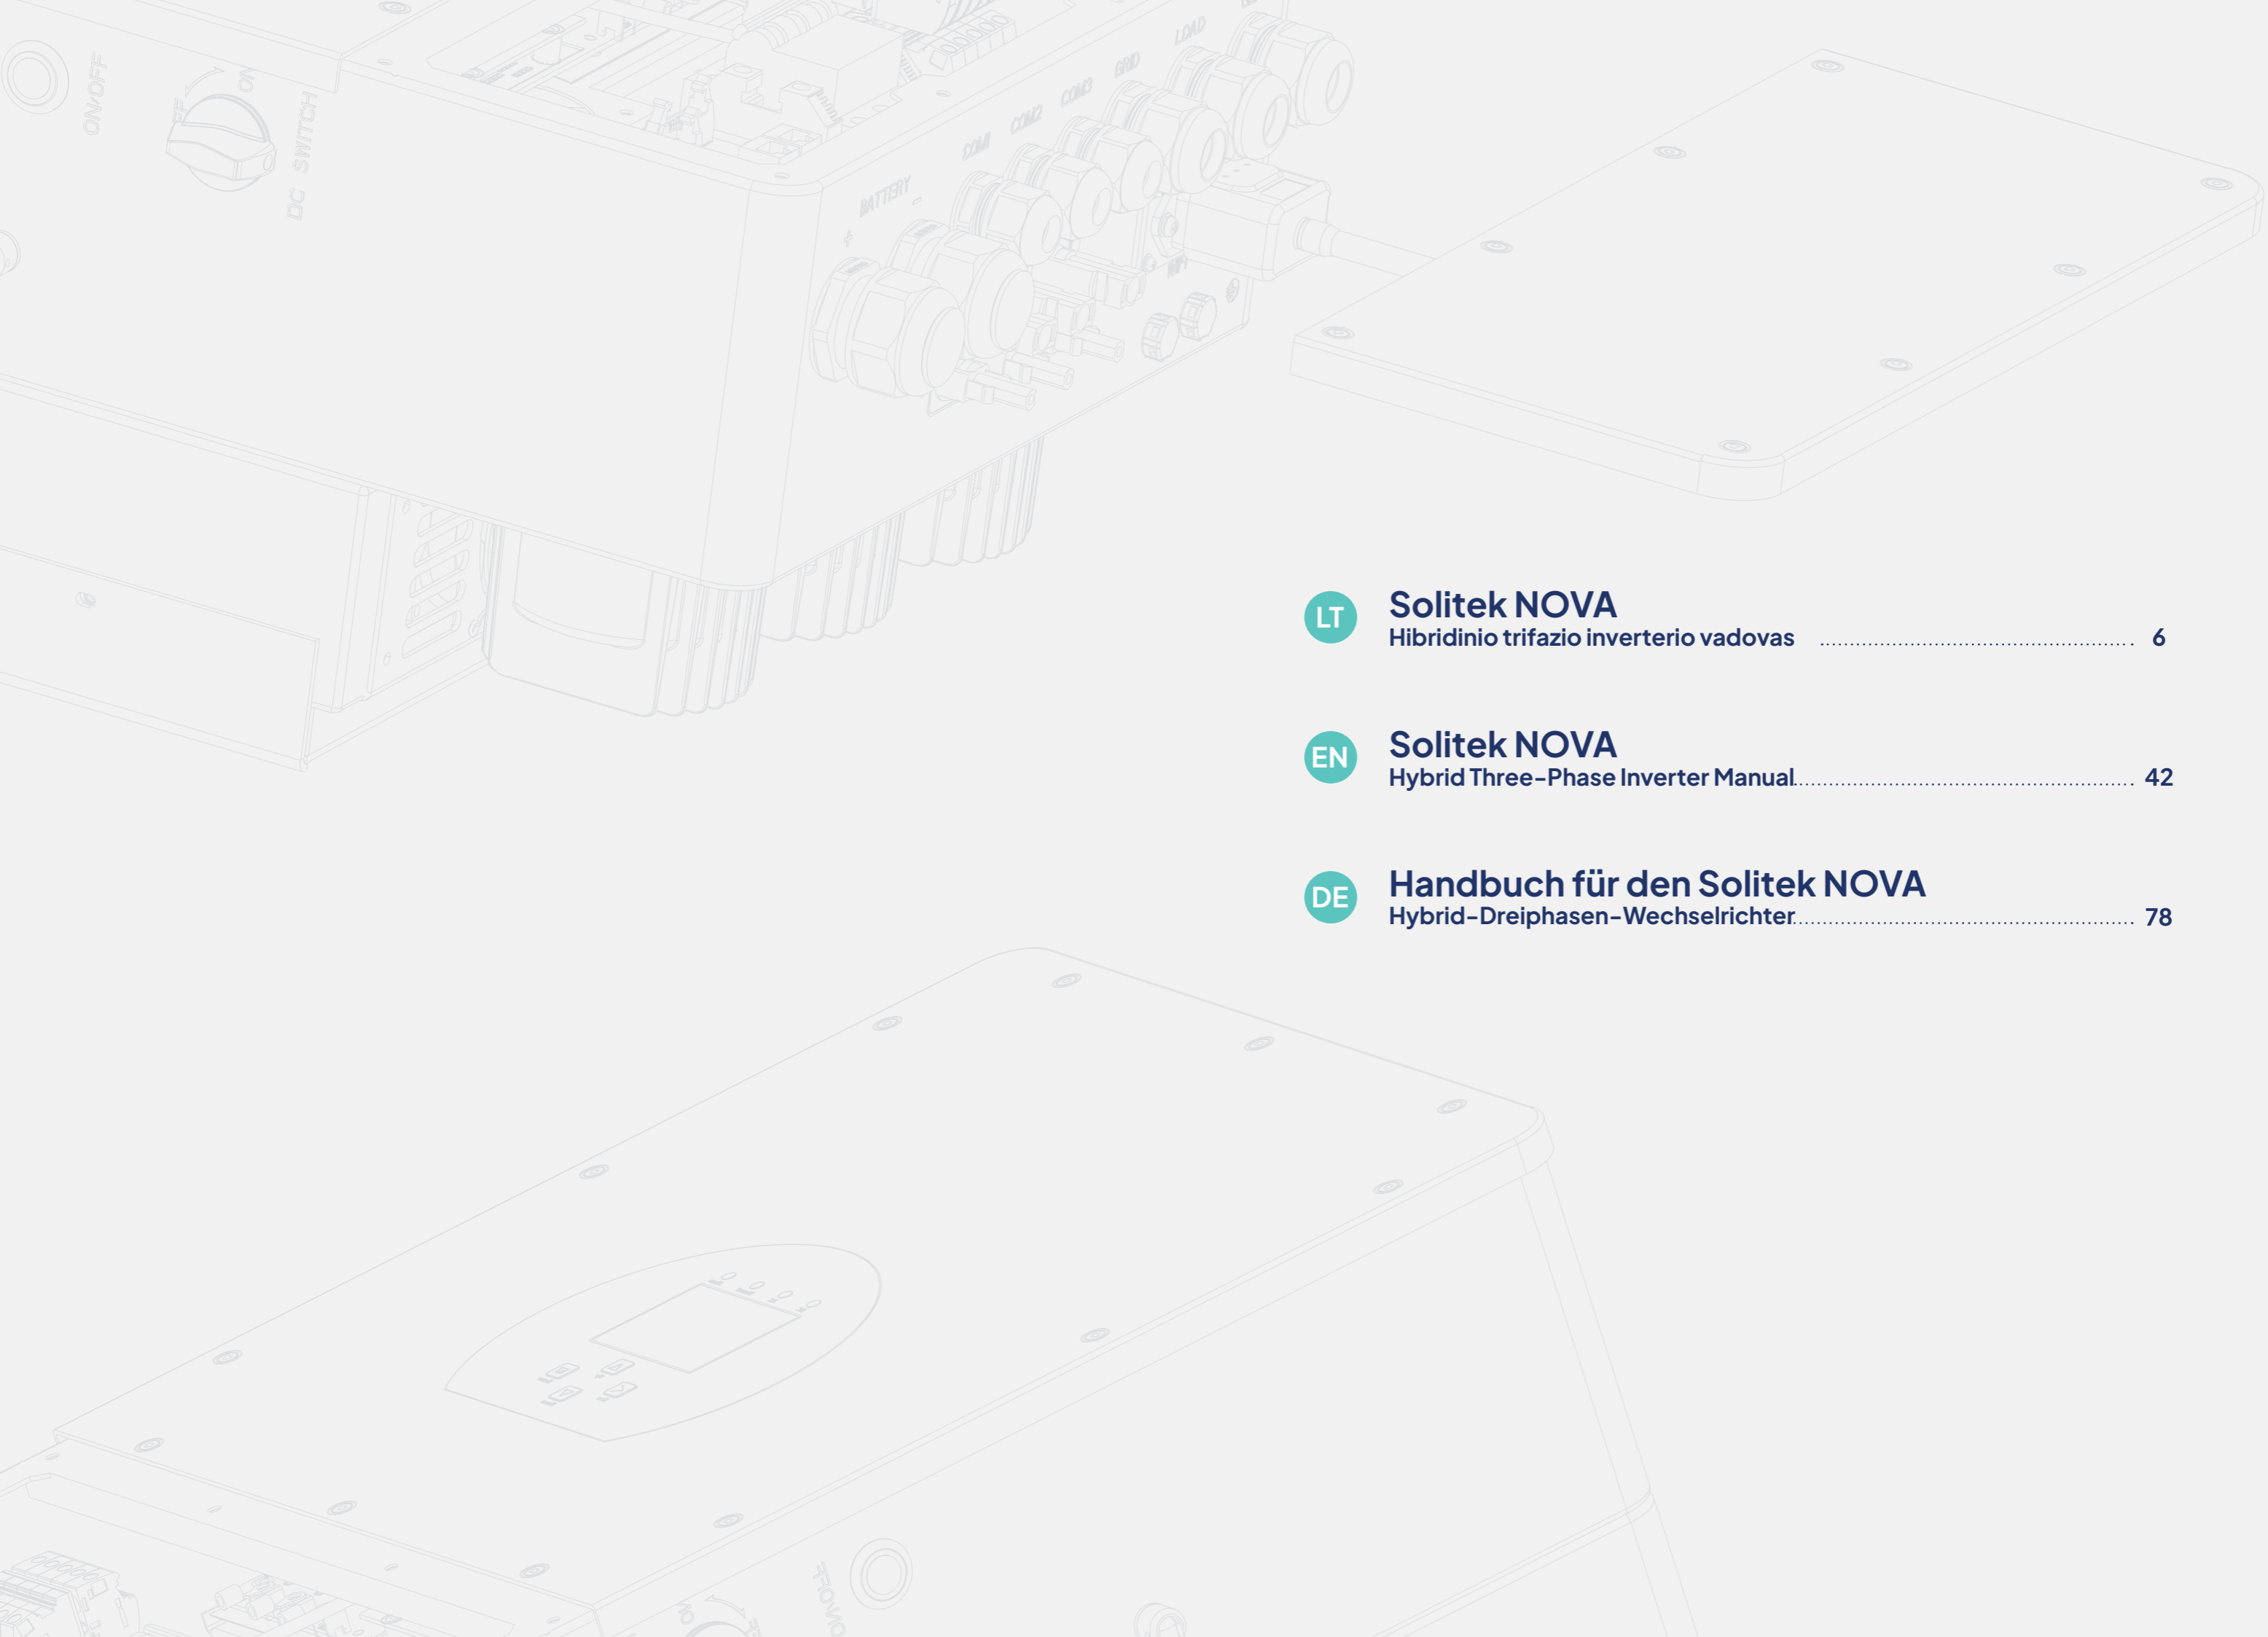 ON/OFF
ON
DC SWITCH
BATTERY
+
-
COM1
COM2
COM3
GRID
LOAD
WIFI
LT
Solitek NOVA
Hibridinio trifazio inverterio vadovas ........ 6
EN
Solitek NOVA
Hybrid Three-Phase Inverter Manual ........ 42
DE
Handbuch für den Solitek NOVA
Hybrid-Dreiphasen-Wechselrichter ........ 78
ON/OFF
ON